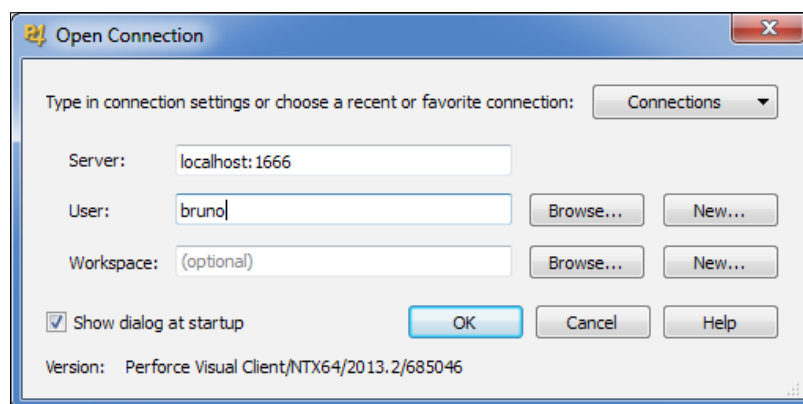 Open Connection
Type in connection settings or choose a recent or favorite connection: Connections
Server: localhost:1666
User: bruno Browse... New...
Workspace: (optional) Browse... New...
Show dialog at startup OK Cancel Help
Version: Perforce Visual Client/NTX64/2013.2/685046